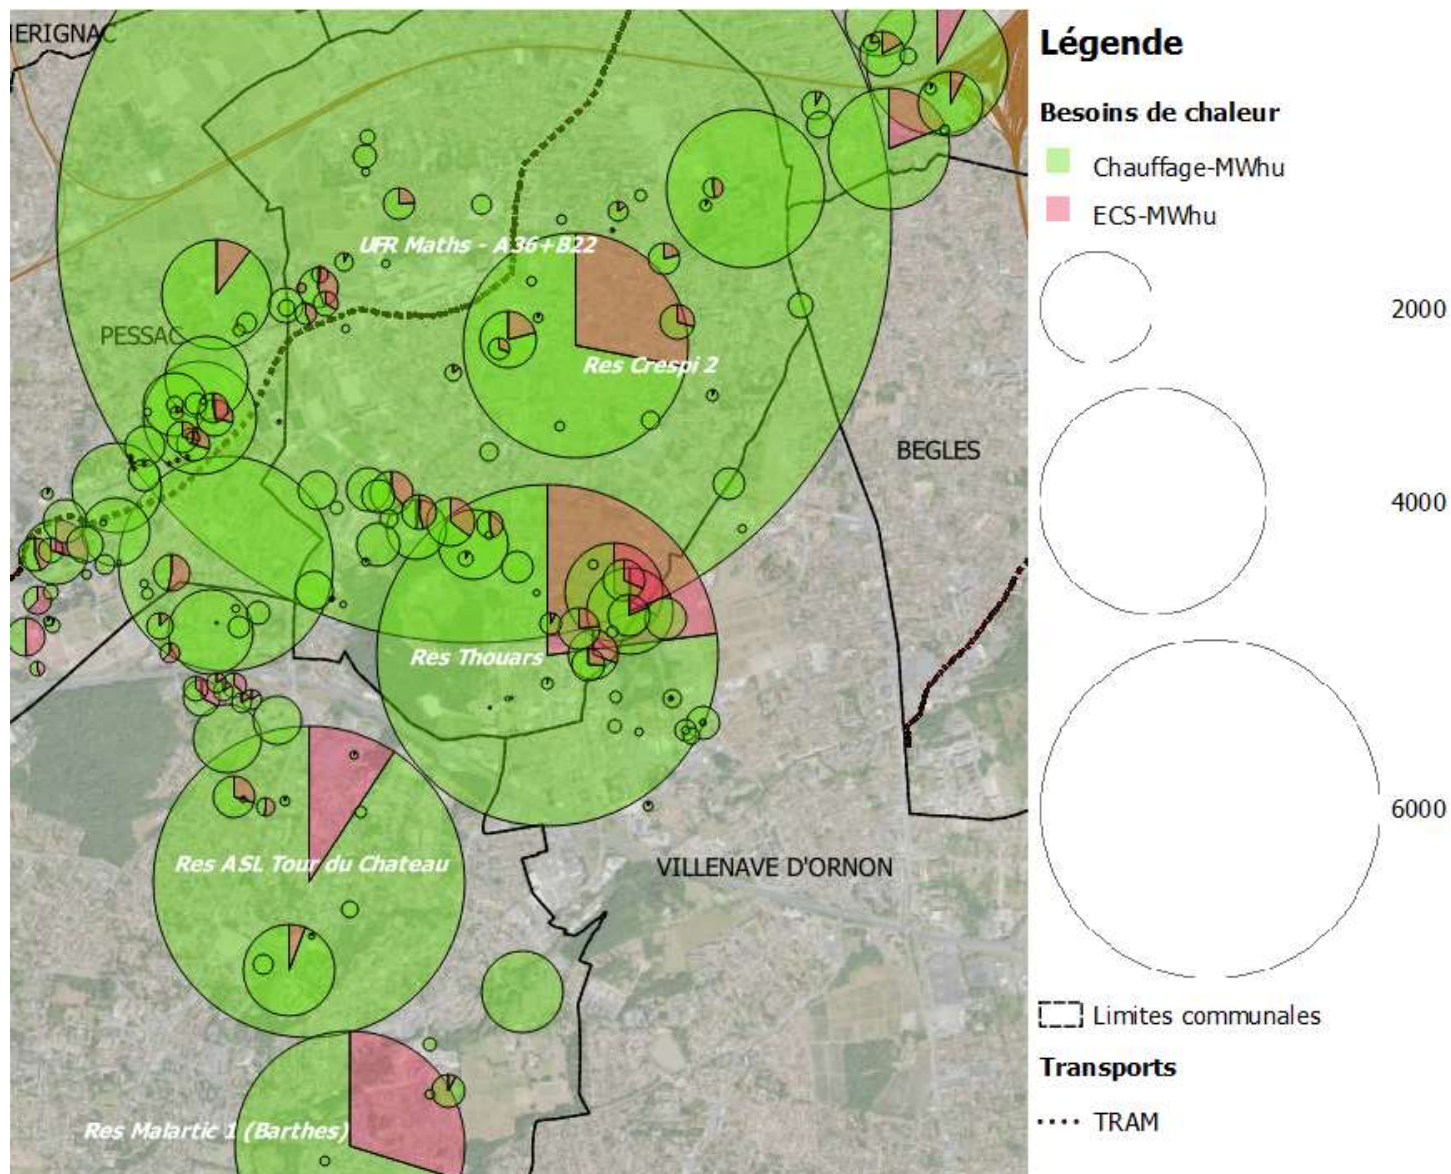 ERIGNAC
UFR Maths - A36+B22
PESSAC
Res Crespi 2
BEGLES
Res Thouars
Res ASL Tour du Chateau
VILLENAVE D'ORNON
Res Malartic 1 (Barthes)
Légende
Besoins de chaleur
Chauffage-MWhu
ECS-MWhu
2000
4000
6000
Limites communales
Transports
TRAM